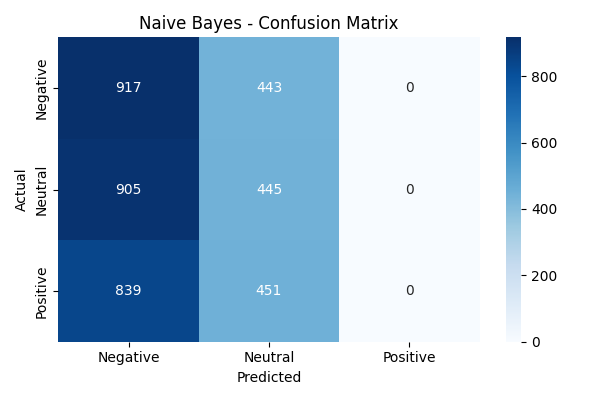 Naive Bayes - Confusion Matrix
Actual
Negative 917 443 0
Neutral 905 445 0
Positive 839 451 0
Negative Neutral Positive
Predicted
800
600
400
200
0